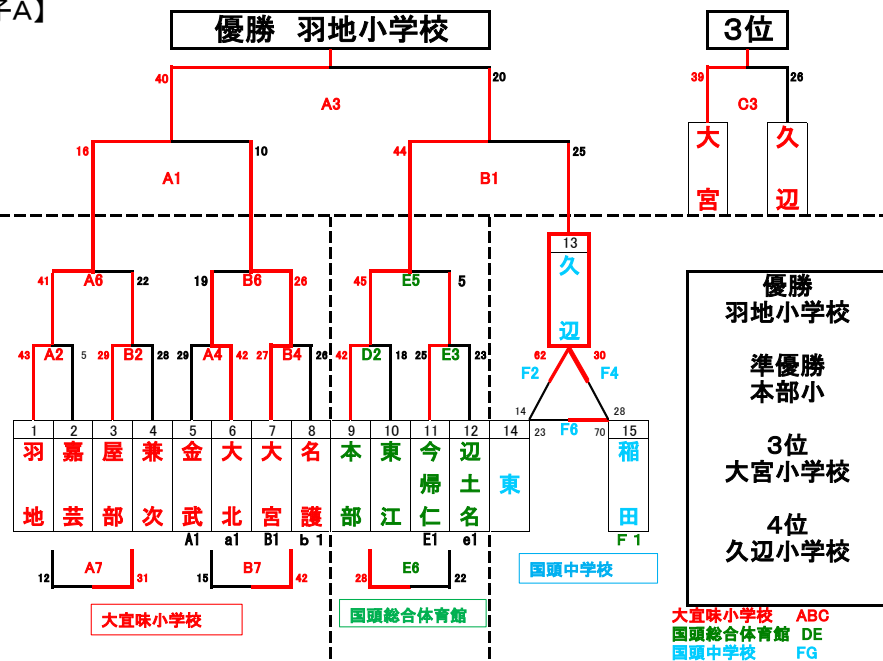 子A】
優勝 羽地小学校
3位
40 20
A3
39 26
C3
大宮
久辺
16 10
A1
44 25
B1
13
久辺
41 A6 22
19 B6 26
45 E5 5
43 A2 5
29 B2 28
29 A4 42
27 B4 26
42 D2 18
25 E3 23
62 30
F2 F4
14 28
23 F6 70
1 2 3 4 5 6 7 8 9 10 11 12 14 15
羽地
嘉芸
屋部
兼次
金武
大北
大宮
名護
本部
東江
今帰仁
辺土名
東
稲田
A1 a1 B1 b 1 E1 e1 F 1
12 A7 31
15 B7 42
28 E6 22
大宜味小学校
国頭総合体育館
国頭中学校
優勝
羽地小学校
準優勝
本部小
3位
大宮小学校
4位
久辺小学校
大宜味小学校 ABC
国頭総合体育館 DE
国頭中学校 FG